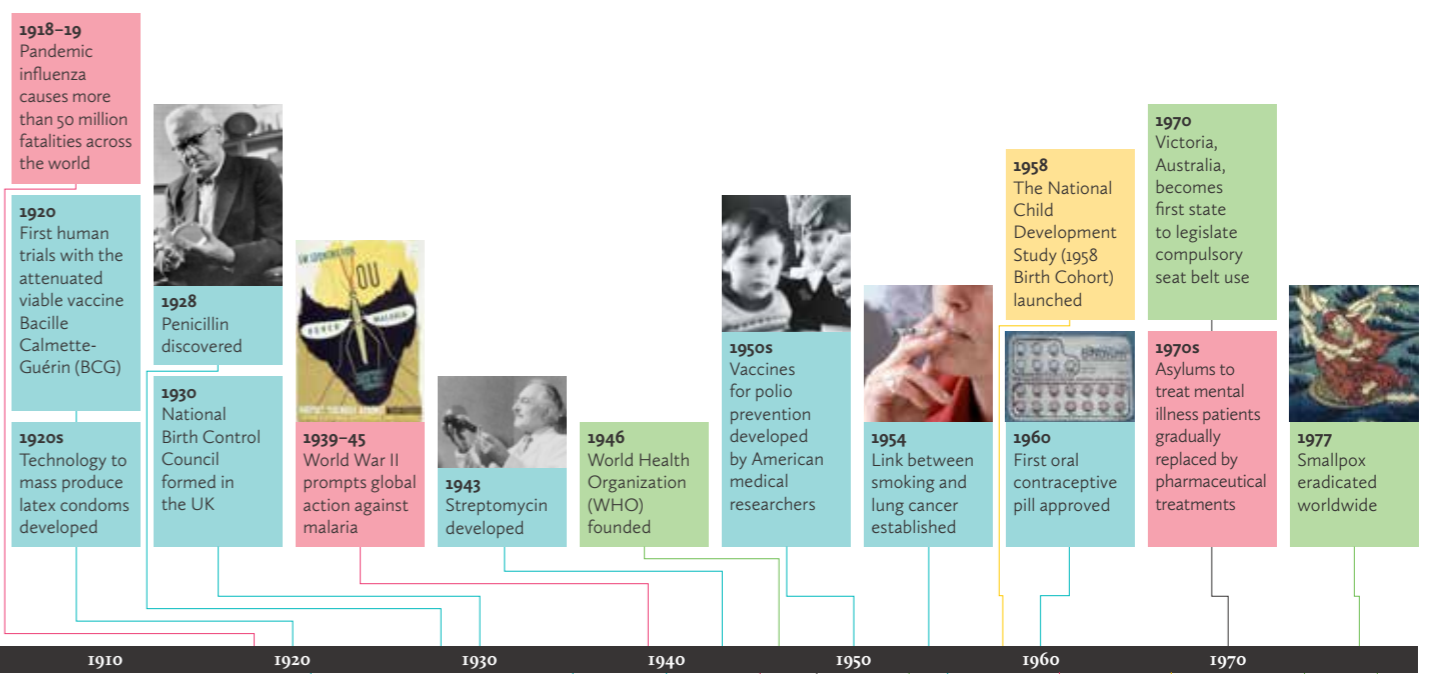 1918–19
Pandemic
influenza
causes more
than 50 million
fatalities across
the world
1920
First human
trials with the
attenuated
viable vaccine
Bacille
Calmette-
Guérin (BCG)
1920s
Technology to
mass produce
latex condoms
developed
1928
Penicillin
discovered
1930
National
Birth Control
Council
formed in
the UK
OU
1939–45
World War II
prompts global
action against
malaria
1943
Streptomycin
developed
1946
World Health
Organization
(WHO)
founded
1950s
Vaccines
for polio
prevention
developed
by American
medical
researchers
1954
Link between
smoking and
lung cancer
established
1958
The National
Child
Development
Study (1958
Birth Cohort)
launched
1960
First oral
contraceptive
pill approved
1970
Victoria,
Australia,
becomes
first state
to legislate
compulsory
seat belt use
1970s
Asylums to
treat mental
illness patients
gradually
replaced by
pharmaceutical
treatments
1977
Smallpox
eradicated
worldwide
1910 1920 1930 1940 1950 1960 1970